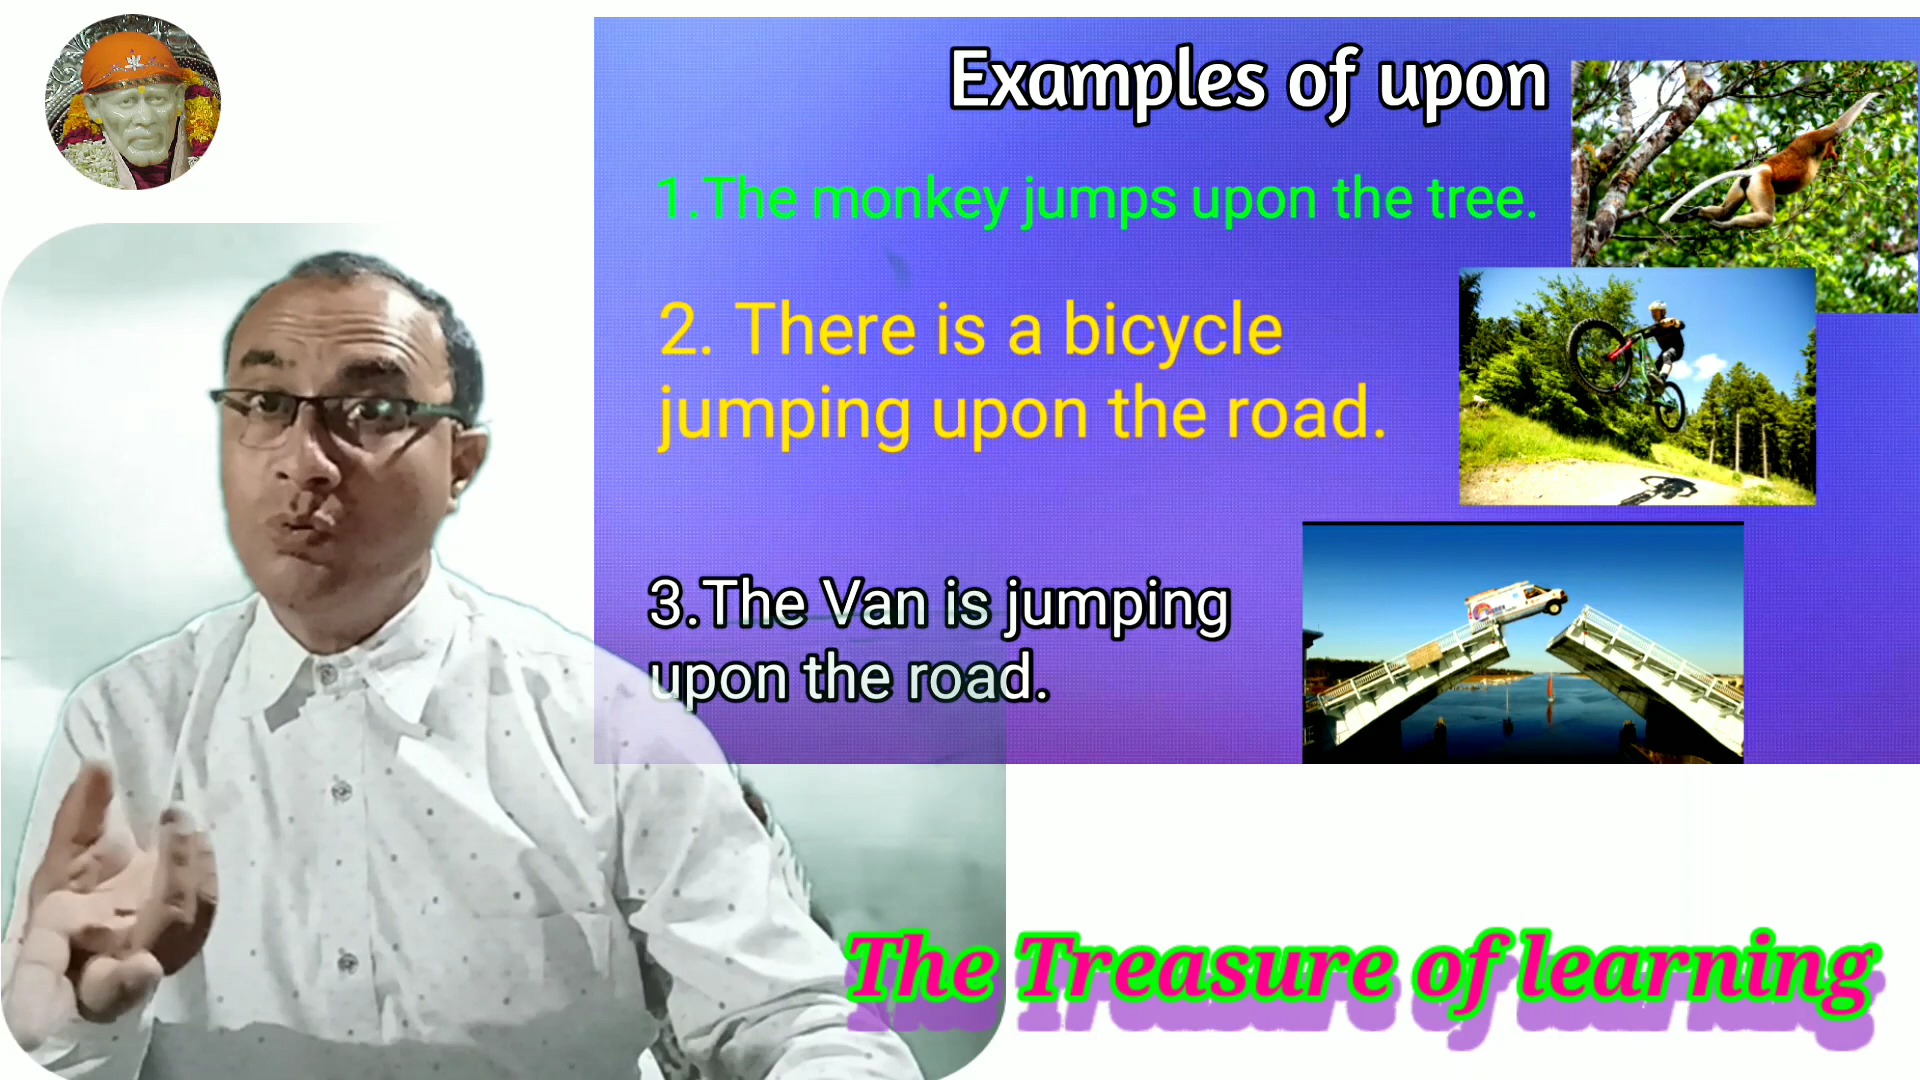 Examples of upon
1.The monkey jumps upon the tree.
2. There is a bicycle
jumping upon the road.
3.The Van is jumping
upon the road.
The Treasure of learning